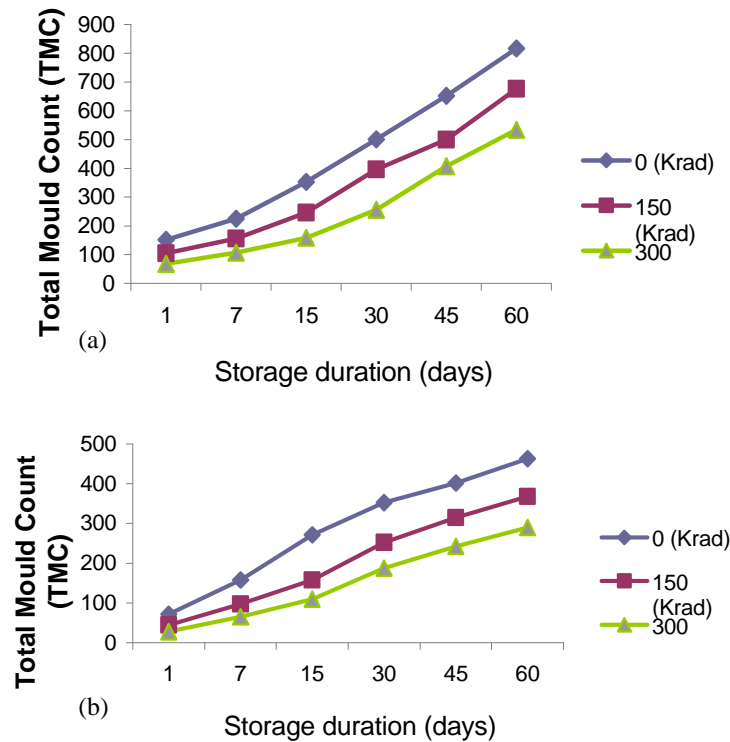 Total Mould Count (TMC)
900
800
700
600
500
400
300
200
100
0
1 7 15 30 45 60
(a)
Storage duration (days)
0 (Krad)
150
(Krad)
300
Total Mould Count
(TMC)
500
400
300
200
100
0
1 7 15 30 45 60
(b)
Storage duration (days)
0 (Krad)
150
(Krad)
300